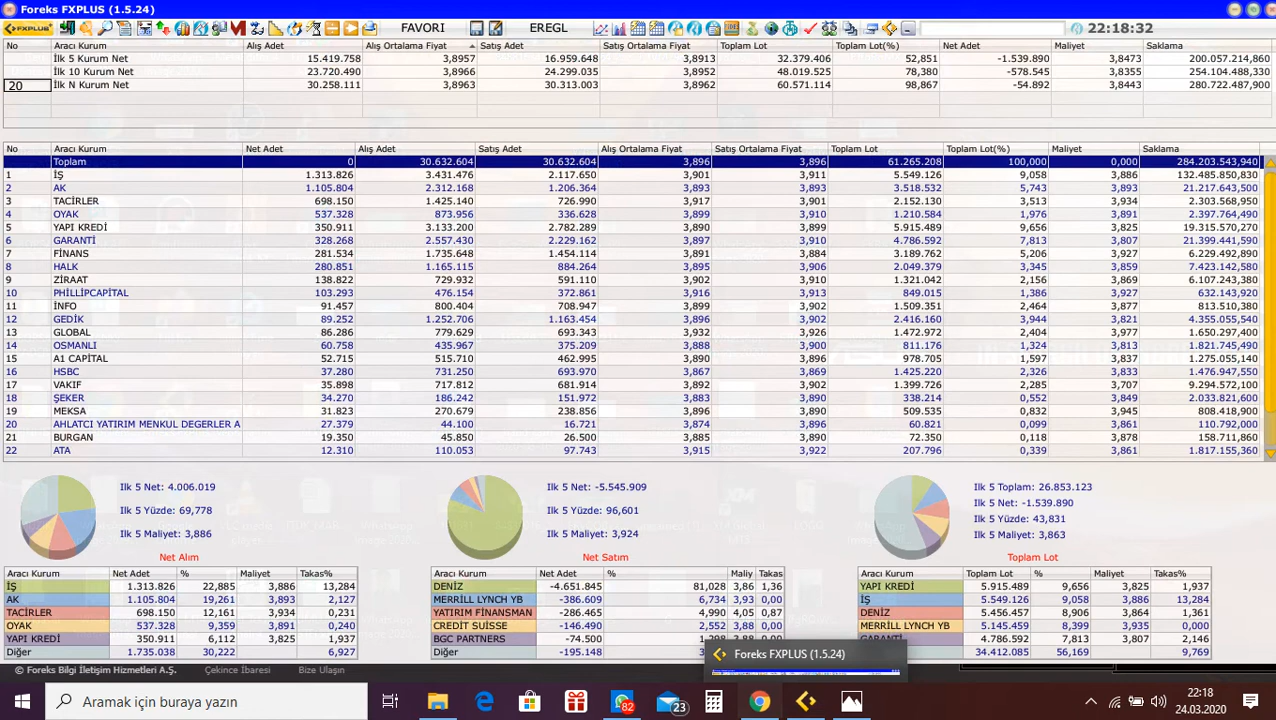 Foreks FXPLUS (1.5.24)
FXPLUS FAVORI EREGL 22:18:32
No Aracı Kurum Alış Adet Alış Ortalama Fiyat Satış Adet Satış Ortalama Fiyat Toplam Lot Toplam Lot(%) Net Adet Maliyet Saklama
İlk 5 Kurum Net 15.419.758 3,8957 16.959.648 3,8913 32.379.406 52,851 -1.539.890 3,8473 200.057.214,860
İlk 10 Kurum Net 23.720.490 3,8966 24.299.035 3,8952 48.019.525 78,380 -578.545 3,8355 254.104.488,330
20 İlk N Kurum Net 30.258.111 3,8963 30.313.003 3,8962 60.571.114 98,867 -54.892 3,8443 280.722.487,900
No Aracı Kurum Net Adet Alış Adet Satış Adet Alış Ortalama Fiyat Satış Ortalama Fiyat Toplam Lot Toplam Lot(%) Maliyet Saklama
Toplam 0 30.632.604 30.632.604 3,896 3,896 61.265.208 100,000 0,000 284.203.543,940
1 İŞ 1.313.826 3.431.476 2.117.650 3,901 3,911 5.549.126 9,058 3,886 132.485.850,830
2 AK 1.105.804 2.312.168 1.206.364 3,893 3,893 3.518.532 5,743 3,893 21.217.643,500
3 TACİRLER 698.150 1.425.140 726.990 3,917 3,901 2.152.130 3,513 3,934 2.303.568,950
4 OYAK 537.328 873.956 336.628 3,899 3,910 1.210.584 1,976 3,891 2.397.764,490
5 YAPI KREDİ 350.911 3.133.200 2.782.289 3,890 3,899 5.915.489 9,656 3,825 19.315.570,270
6 GARANTİ 328.268 2.557.430 2.229.162 3,897 3,910 4.786.592 7,813 3,807 21.399.441,590
7 FİNANS 281.534 1.735.648 1.454.114 3,891 3,884 3.189.762 5,206 3,927 6.229.492,890
8 HALK 280.851 1.165.115 884.264 3,895 3,906 2.049.379 3,345 3,859 7.423.142,580
9 ZİRAAT 138.822 729.932 591.110 3,902 3,910 1.321.042 2,156 3,869 6.107.243,380
10 PHİLLİPCAPİTAL 103.293 476.154 372.861 3,916 3,913 849.015 1,386 3,927 632.143,920
11 İNFO 91.457 800.404 708.947 3,899 3,902 1.509.351 2,464 3,877 813.510,380
12 GEDİK 89.252 1.252.706 1.163.454 3,896 3,902 2.416.160 3,944 3,821 4.355.055,540
13 GLOBAL 86.286 779.629 693.343 3,932 3,926 1.472.972 2,404 3,977 1.650.297,400
14 OSMANLI 60.758 435.967 375.209 3,888 3,900 811.176 1,324 3,813 1.821.745,490
15 A1 CAPİTAL 52.715 515.710 462.995 3,890 3,896 978.705 1,597 3,837 1.275.055,140
16 HSBC 37.280 731.250 693.970 3,867 3,869 1.425.220 2,326 3,833 1.476.947,550
17 VAKIF 35.898 717.812 681.914 3,892 3,902 1.399.726 2,285 3,707 9.294.572,100
18 ŞEKER 34.270 186.242 151.972 3,883 3,890 338.214 0,552 3,849 2.033.821,600
19 MEKSA 31.823 270.679 238.856 3,896 3,890 509.535 0,832 3,945 808.418,900
20 AHLATCI YATIRIM MENKUL DEGERLER A 27.379 44.100 16.721 3,874 3,896 60.821 0,099 3,861 110.792,000
21 BURGAN 19.350 45.850 26.500 3,885 3,890 72.350 0,118 3,878 158.711,860
22 ATA 12.310 110.053 97.743 3,915 3,922 207.796 0,339 3,861 1.817.155,360
Ilk 5 Net: 4.006.019
Ilk 5 Yüzde: 69,778
Ilk 5 Maliyet: 3,886
Net Alım
Ilk 5 Net: -5.545.909
Ilk 5 Yüzde: 96,601
Ilk 5 Maliyet: 3,924
Net Satım
Ilk 5 Toplam: 26.853.123
Ilk 5 Net: -1.539.890
Ilk 5 Yüzde: 43,831
Ilk 5 Maliyet: 3,863
Toplam Lot
Aracı Kurum Net Adet % Maliyet Takas%
İŞ 1.313.826 22,885 3,886 13,284
AK 1.105.804 19,261 3,893 2,127
TACİRLER 698.150 12,161 3,934 0,231
OYAK 537.328 9,359 3,891 0,240
YAPI KREDİ 350.911 6,112 3,825 1,937
Diğer 1.735.038 30,222 6,927
Aracı Kurum Net Adet % Maliy Takas
DENİZ -4.651.845 81,028 3,86 1,36
MERRİLL LYNCH YB -386.609 6,734 3,93 0,00
YATIRIM FİNANSMAN -286.465 4,990 4,05 0,87
CREDİT SUİSSE -146.490 2,552 3,88 0,00
BGC PARTNERS -74.500
Diğer -195.148
Aracı Kurum Toplam Lot % Maliyet Takas%
YAPI KREDİ 5.915.489 9,656 3,825 1,937
İŞ 5.549.126 9,058 3,886 13,284
DENİZ 5.456.457 8,906 3,864 1,361
MERRİLL LYNCH YB 5.145.459 8,399 3,935 0,000
GARANTİ 4.786.592 7,813 3,807 2,146
34.412.085 56,169 9,769
Foreks FXPLUS (1.5.24)
© Foreks Bilgi İletişim Hizmetleri A.Ş. Çekince İbaresi Bize Ulaşın
Aramak için buraya yazın
82
23
22:18
24.03.2020